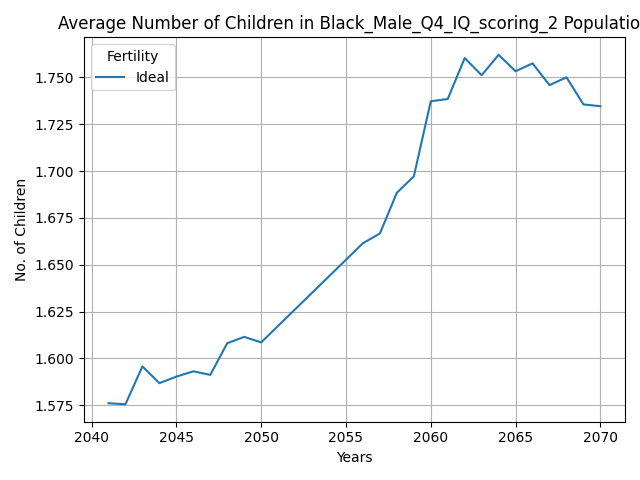 Average Number of Children in Black_Male_Q4_IQ_scoring_2 Populatio
Fertility
Ideal
1.750
1.725
1.700
1.675
1.650
1.625
1.600
1.575
No. of Children
2040 2045 2050 2055 2060 2065 2070
Years